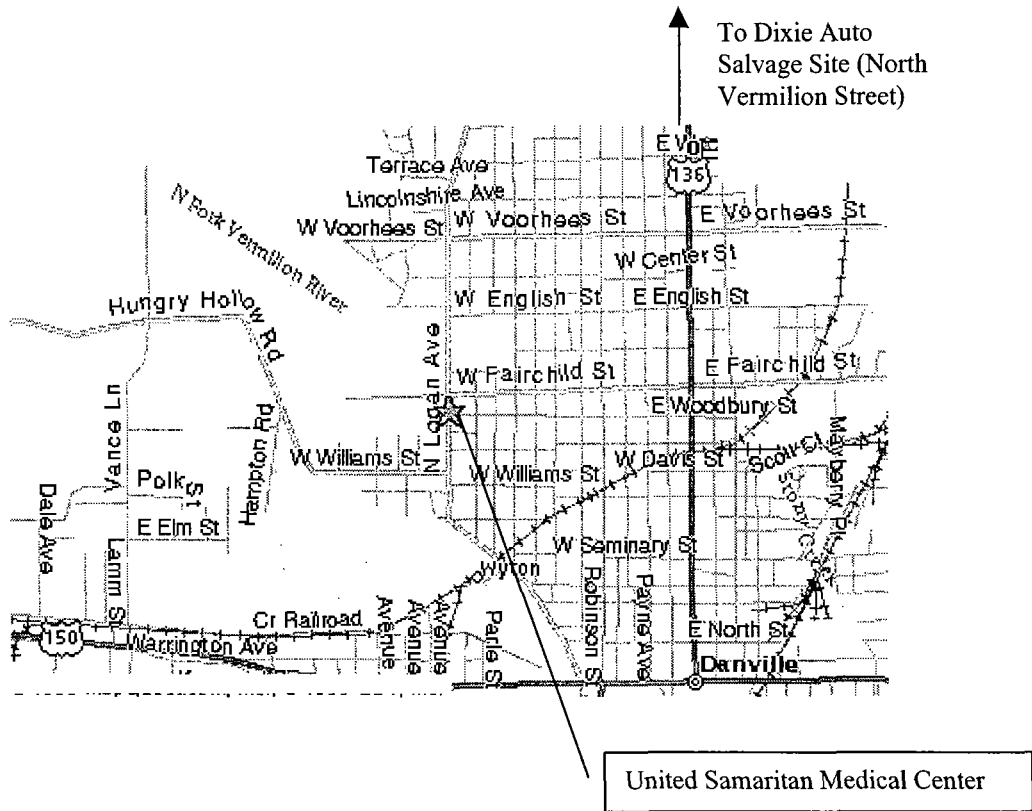 To Dixie Auto
Salvage Site (North
Vermilion Street)
136
Terrace Ave
Lincolnshire Ave
W Voorhees St
W Voorhees St
E Voorhees St
N Fork Vermilion River
W Center St
W English St
E English St
Hungry Hollow Rd
N Logan Ave
W Fairchild St
E Fairchild St
E Woodbury St
Vance Ln
Hampton Rd
W Williams St
W Williams St
W Davis St
Mayberry Pl
Polk St
Dale Ave
E Elm St
W Seminary St
Wyton
Lamm St
Cr Railroad
Avenue
Avenue
Avenue
Robinson St
Payne Ave
E North St
150
Warrington Ave
Danville
United Samaritan Medical Center